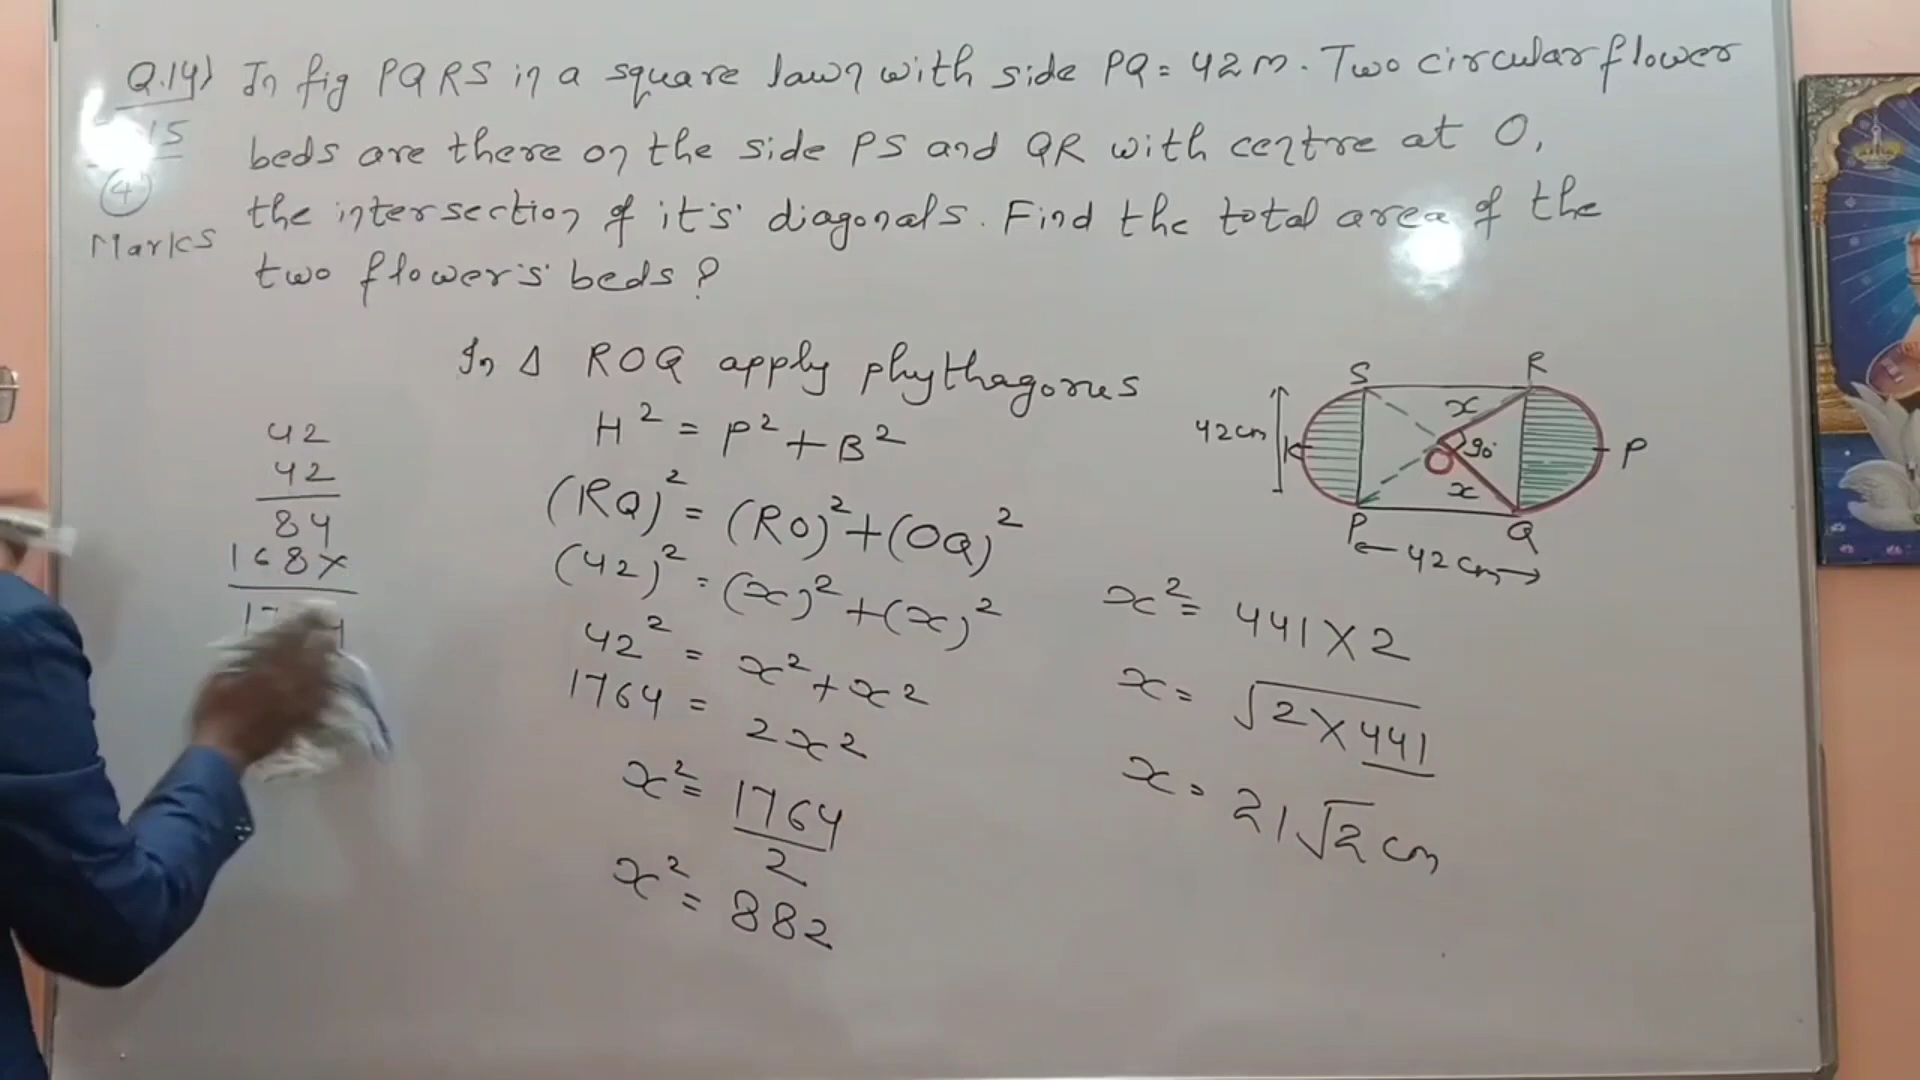 Q.14) In fig PQRS in a square lawn with side PQ = 42m. Two circular flower
15
beds are there on the side PS and QR with centre at O,
4
the intersection of it's diagonals. Find the total area of the
Marks
two flower's beds?
In Δ ROQ apply phythagorus
H² = P² + B²
(RQ)² = (RO)² + (OQ)²
(42)² = (x)² + (x)²
42² = x² + x²
1764 = 2x²
x² = 1764/2
x² = 882
42
42
84
168x
S
R
x
42cm
90°
O
P
x
P
Q
42cm
x² = 441 X 2
x = √2 X 441
x = 21√2 cm